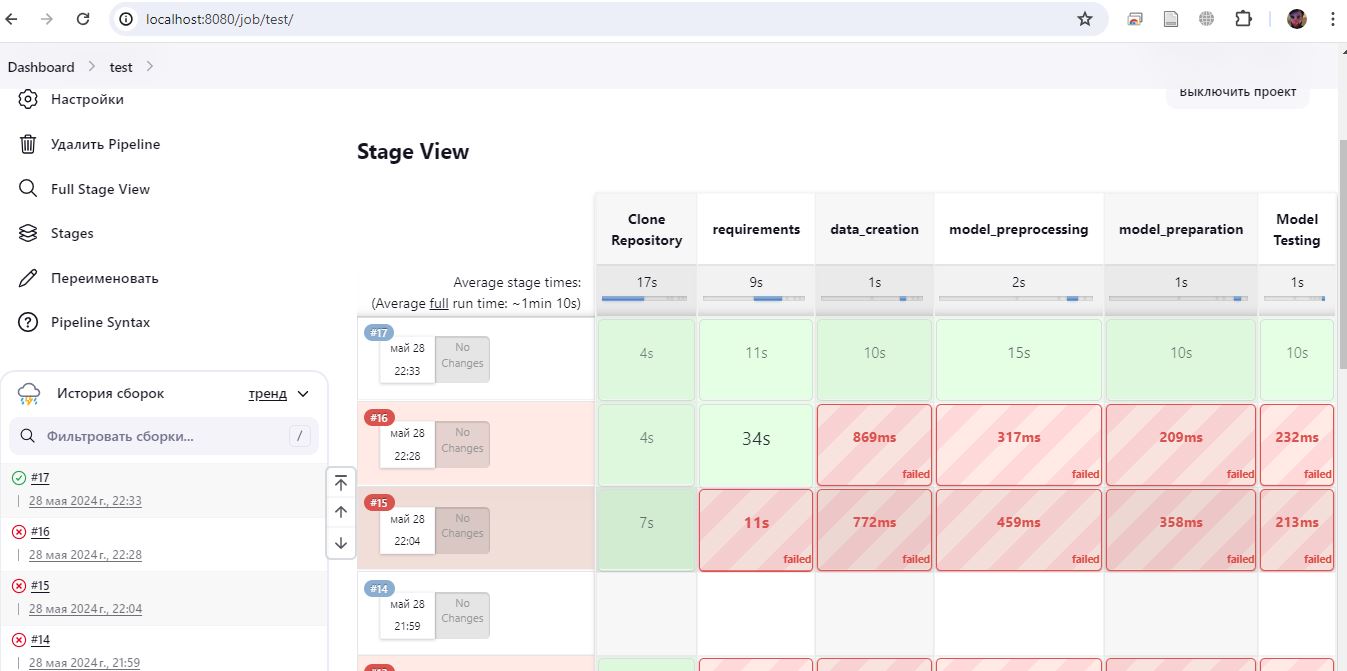 localhost:8080/job/test/
Dashboard test
Настройки
Удалить Pipeline
Full Stage View
Stages
Переименовать
Pipeline Syntax
История сборок тренд
Фильтровать сборки... /
#17
28 мая 2024 г., 22:33
#16
28 мая 2024 г., 22:28
#15
28 мая 2024 г., 22:04
#14
28 мая 2024 г., 21:59
Выключить проект
Stage View
Clone
Repository
requirements
data_creation
model_preprocessing
model_preparation
Model
Testing
Average stage times:
(Average full run time: ~1min 10s)
17s 9s 1s 2s 1s 1s
#17
май 28
22:33
No
Changes
4s 11s 10s 15s 10s 10s
#16
май 28
22:28
No
Changes
4s 34s 869ms 317ms 209ms 232ms
failed failed failed failed
#15
май 28
22:04
No
Changes
7s 11s 772ms 459ms 358ms 213ms
failed failed failed failed failed
#14
май 28
21:59
No
Changes